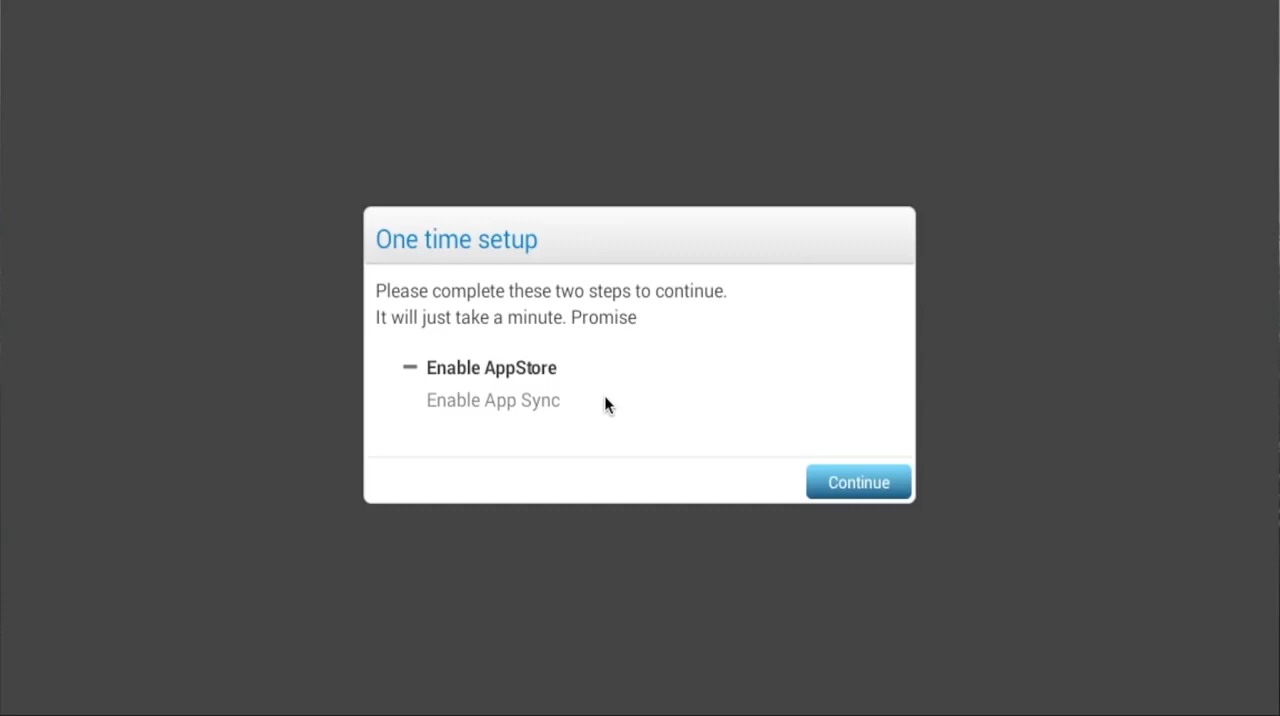 One time setup
Please complete these two steps to continue.
It will just take a minute. Promise
Enable AppStore
Enable App Sync
Continue